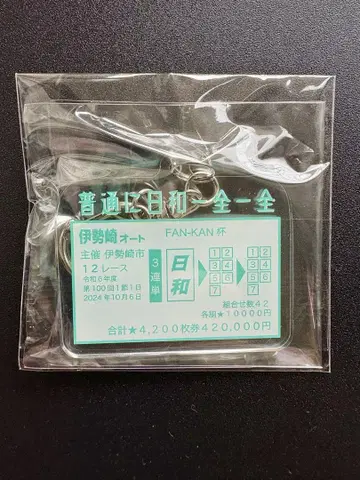 普通に日和一全一全
伊勢崎オート FAN-KAN杯
主催 伊勢崎市
12レース
令和6年度
第100回1節1日
2024年10月6日
3連単
日和
1 2
3 4
5 6
7
1 2
3 4
5 6
7
組合せ数42
各組★10000円
合計★4,200枚券420,000円